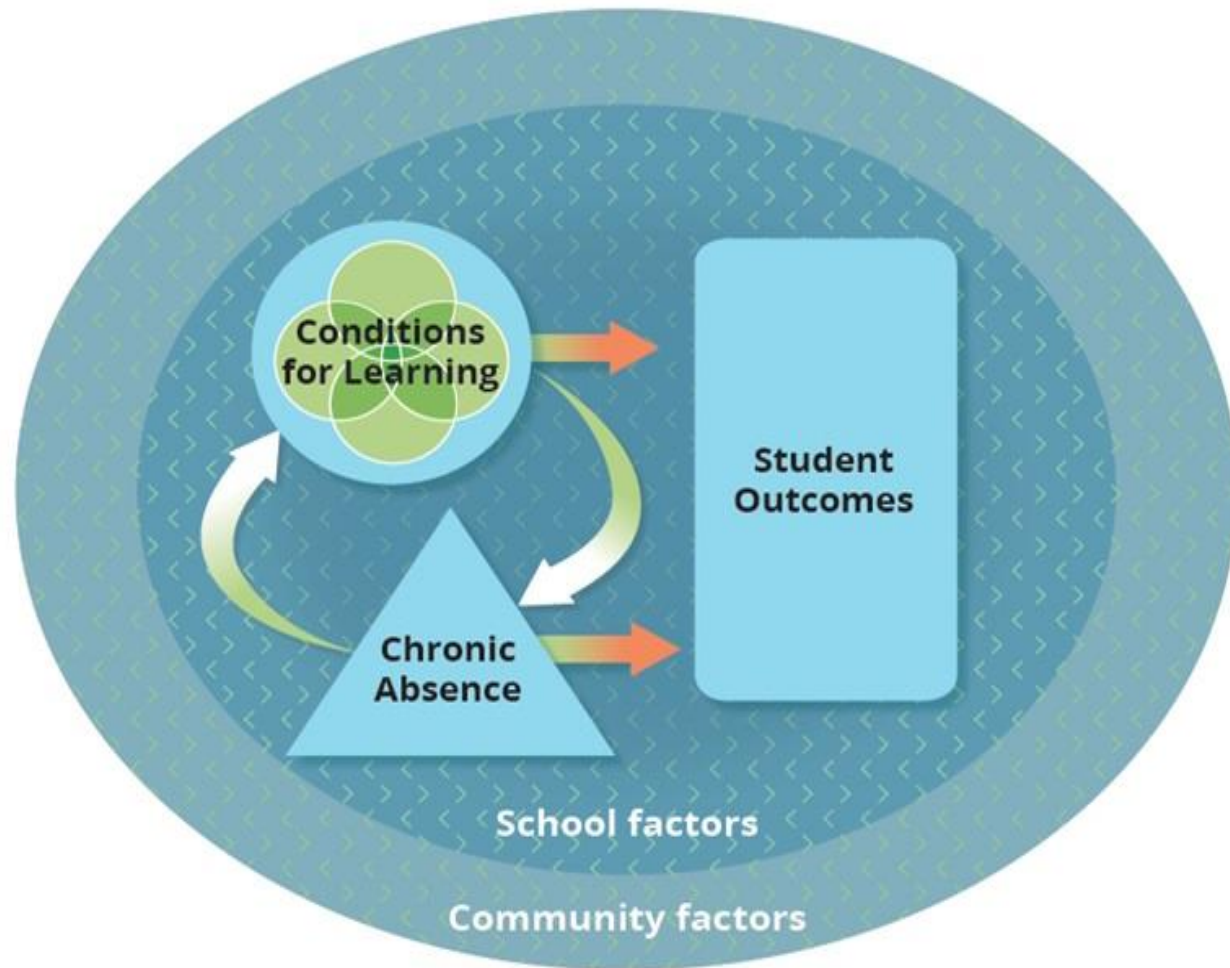 Conditions
for Learning
Student
Outcomes
Chronic
Absence
School factors
Community factors